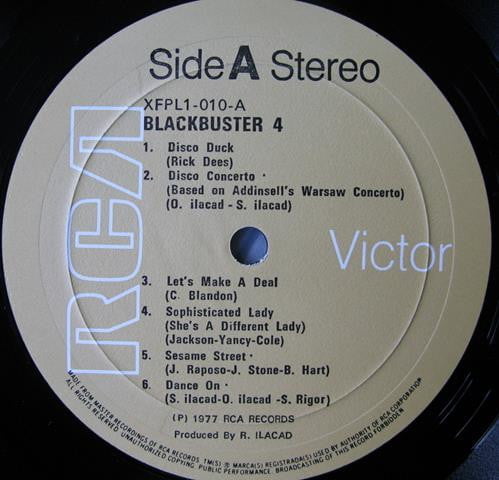 Side A Stereo
XFPL1-010-A
BLACKBUSTER 4
1. Disco Duck
(Rick Dees)
2. Disco Concerto •
(Based on Addinsell's Warsaw Concerto)
(O. ilacad - S. ilacad)
RCA
Victor
3. Let's Make A Deal
(C. Blandon)
4. Sophisticated Lady
(She's A Different Lady)
(Jackson-Yancy-Cole)
5. Sesame Street •
(J. Raposo-J. Stone-B. Hart)
6. Dance On •
(S. ilacad-O. ilacad -S. Rigor)
(P) 1977 RCA RECORDS
Produced By R. ILACAD
MADE FROM MASTER RECORDINGS OF RCA RECORDS. TM(S) ® MARCA(S) REGISTRADA(S) USED BY AUTHORITY OF RCA CORPORATION
ALL RIGHTS RESERVED. UNAUTHORIZED COPYING. PUBLIC PERFORMANCE. BROADCASTING OF THIS RECORD FORBIDDEN